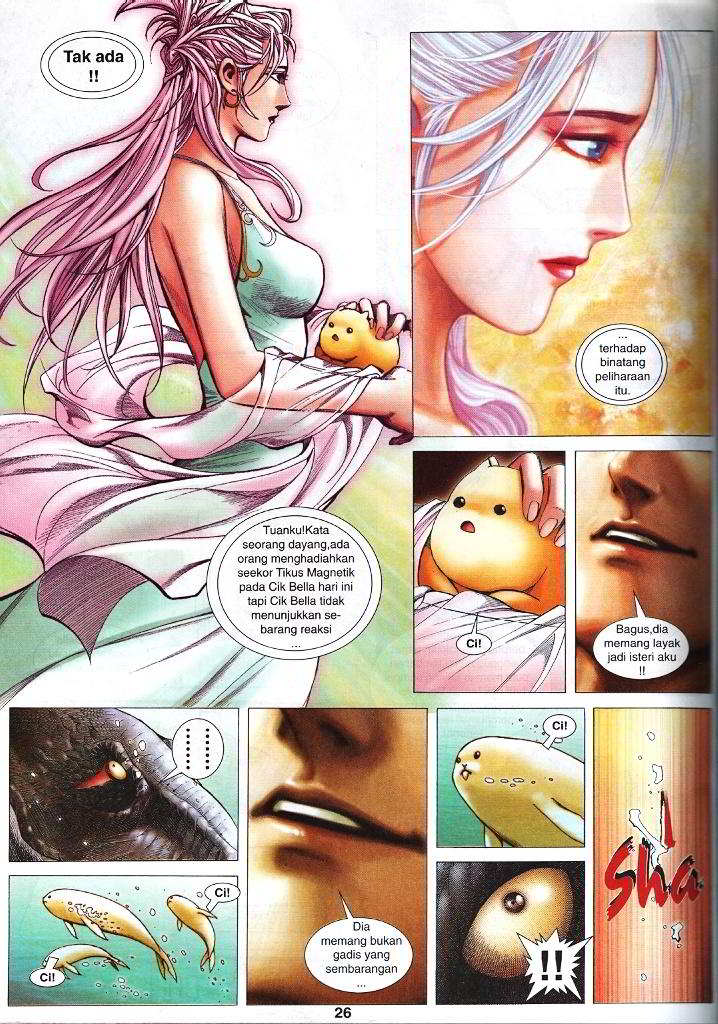 Tak ada
!!
...
terhadap
binatang
peliharaan
itu.
Tuanku!Kata
seorang dayang,ada
orang menghadiahkan
seekor Tikus Magnetik
pada Cik Bella hari ini
tapi Cik Bella tidak
menunjukkan se-
barang reaksi
...
Ci!
Bagus,dia
memang layak
jadi isteri aku
!!
......
Dia
memang bukan
gadis yang
sembarangan
...
Ci!
Sha
Ci!
Ci!
!!
26